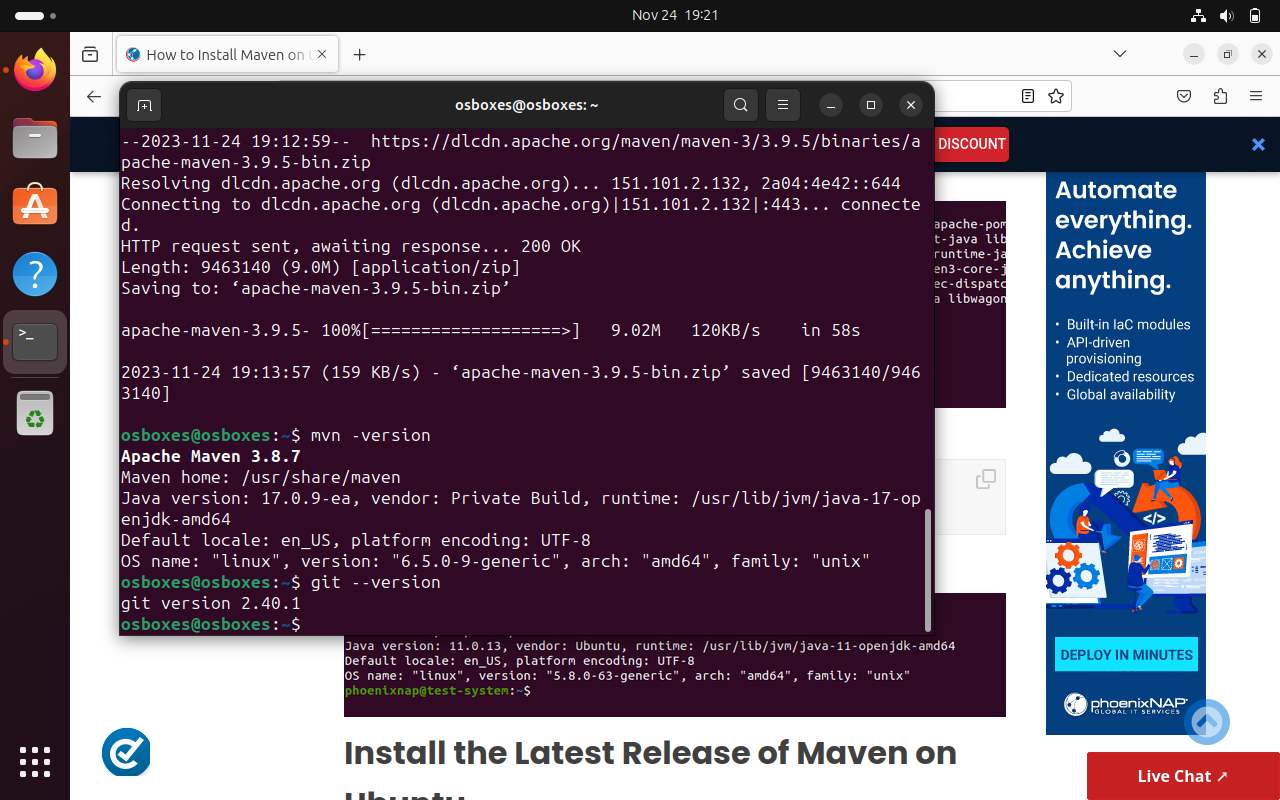 Nov 24 19:21
How to Install Maven on U
osboxes@osboxes: ~
DISCOUNT
--2023-11-24 19:12:59--  https://dlcdn.apache.org/maven/maven-3/3.9.5/binaries/a
pache-maven-3.9.5-bin.zip
Resolving dlcdn.apache.org (dlcdn.apache.org)... 151.101.2.132, 2a04:4e42::644
Connecting to dlcdn.apache.org (dlcdn.apache.org)|151.101.2.132|:443... connecte
d.
HTTP request sent, awaiting response... 200 OK
Length: 9463140 (9.0M) [application/zip]
Saving to: ‘apache-maven-3.9.5-bin.zip’
apache-maven-3.9.5- 100%[===================>]   9.02M   120KB/s    in 58s
2023-11-24 19:13:57 (159 KB/s) - ‘apache-maven-3.9.5-bin.zip’ saved [9463140/946
3140]
osboxes@osboxes:~$ mvn -version
Apache Maven 3.8.7
Maven home: /usr/share/maven
Java version: 17.0.9-ea, vendor: Private Build, runtime: /usr/lib/jvm/java-17-op
enjdk-amd64
Default locale: en_US, platform encoding: UTF-8
OS name: "linux", version: "6.5.0-9-generic", arch: "amd64", family: "unix"
osboxes@osboxes:~$ git --version
git version 2.40.1
osboxes@osboxes:~$
apache-pom
t-java lib
runtime-ja
en3-core-j
ec-dispatc
a libwagon
Java version: 11.0.13, vendor: Ubuntu, runtime: /usr/lib/jvm/java-11-openjdk-amd64
Default locale: en_US, platform encoding: UTF-8
OS name: "linux", version: "5.8.0-63-generic", arch: "amd64", family: "unix"
phoenixnap@test-system:~$
Install the Latest Release of Maven on
Ubuntu
Automate
everything.
Achieve
anything.
• Built-in IaC modules
• API-driven
provisioning
• Dedicated resources
• Global availability
</>
DEPLOY IN MINUTES
phoenixNAP
GLOBAL IT SERVICES
Live Chat ↗